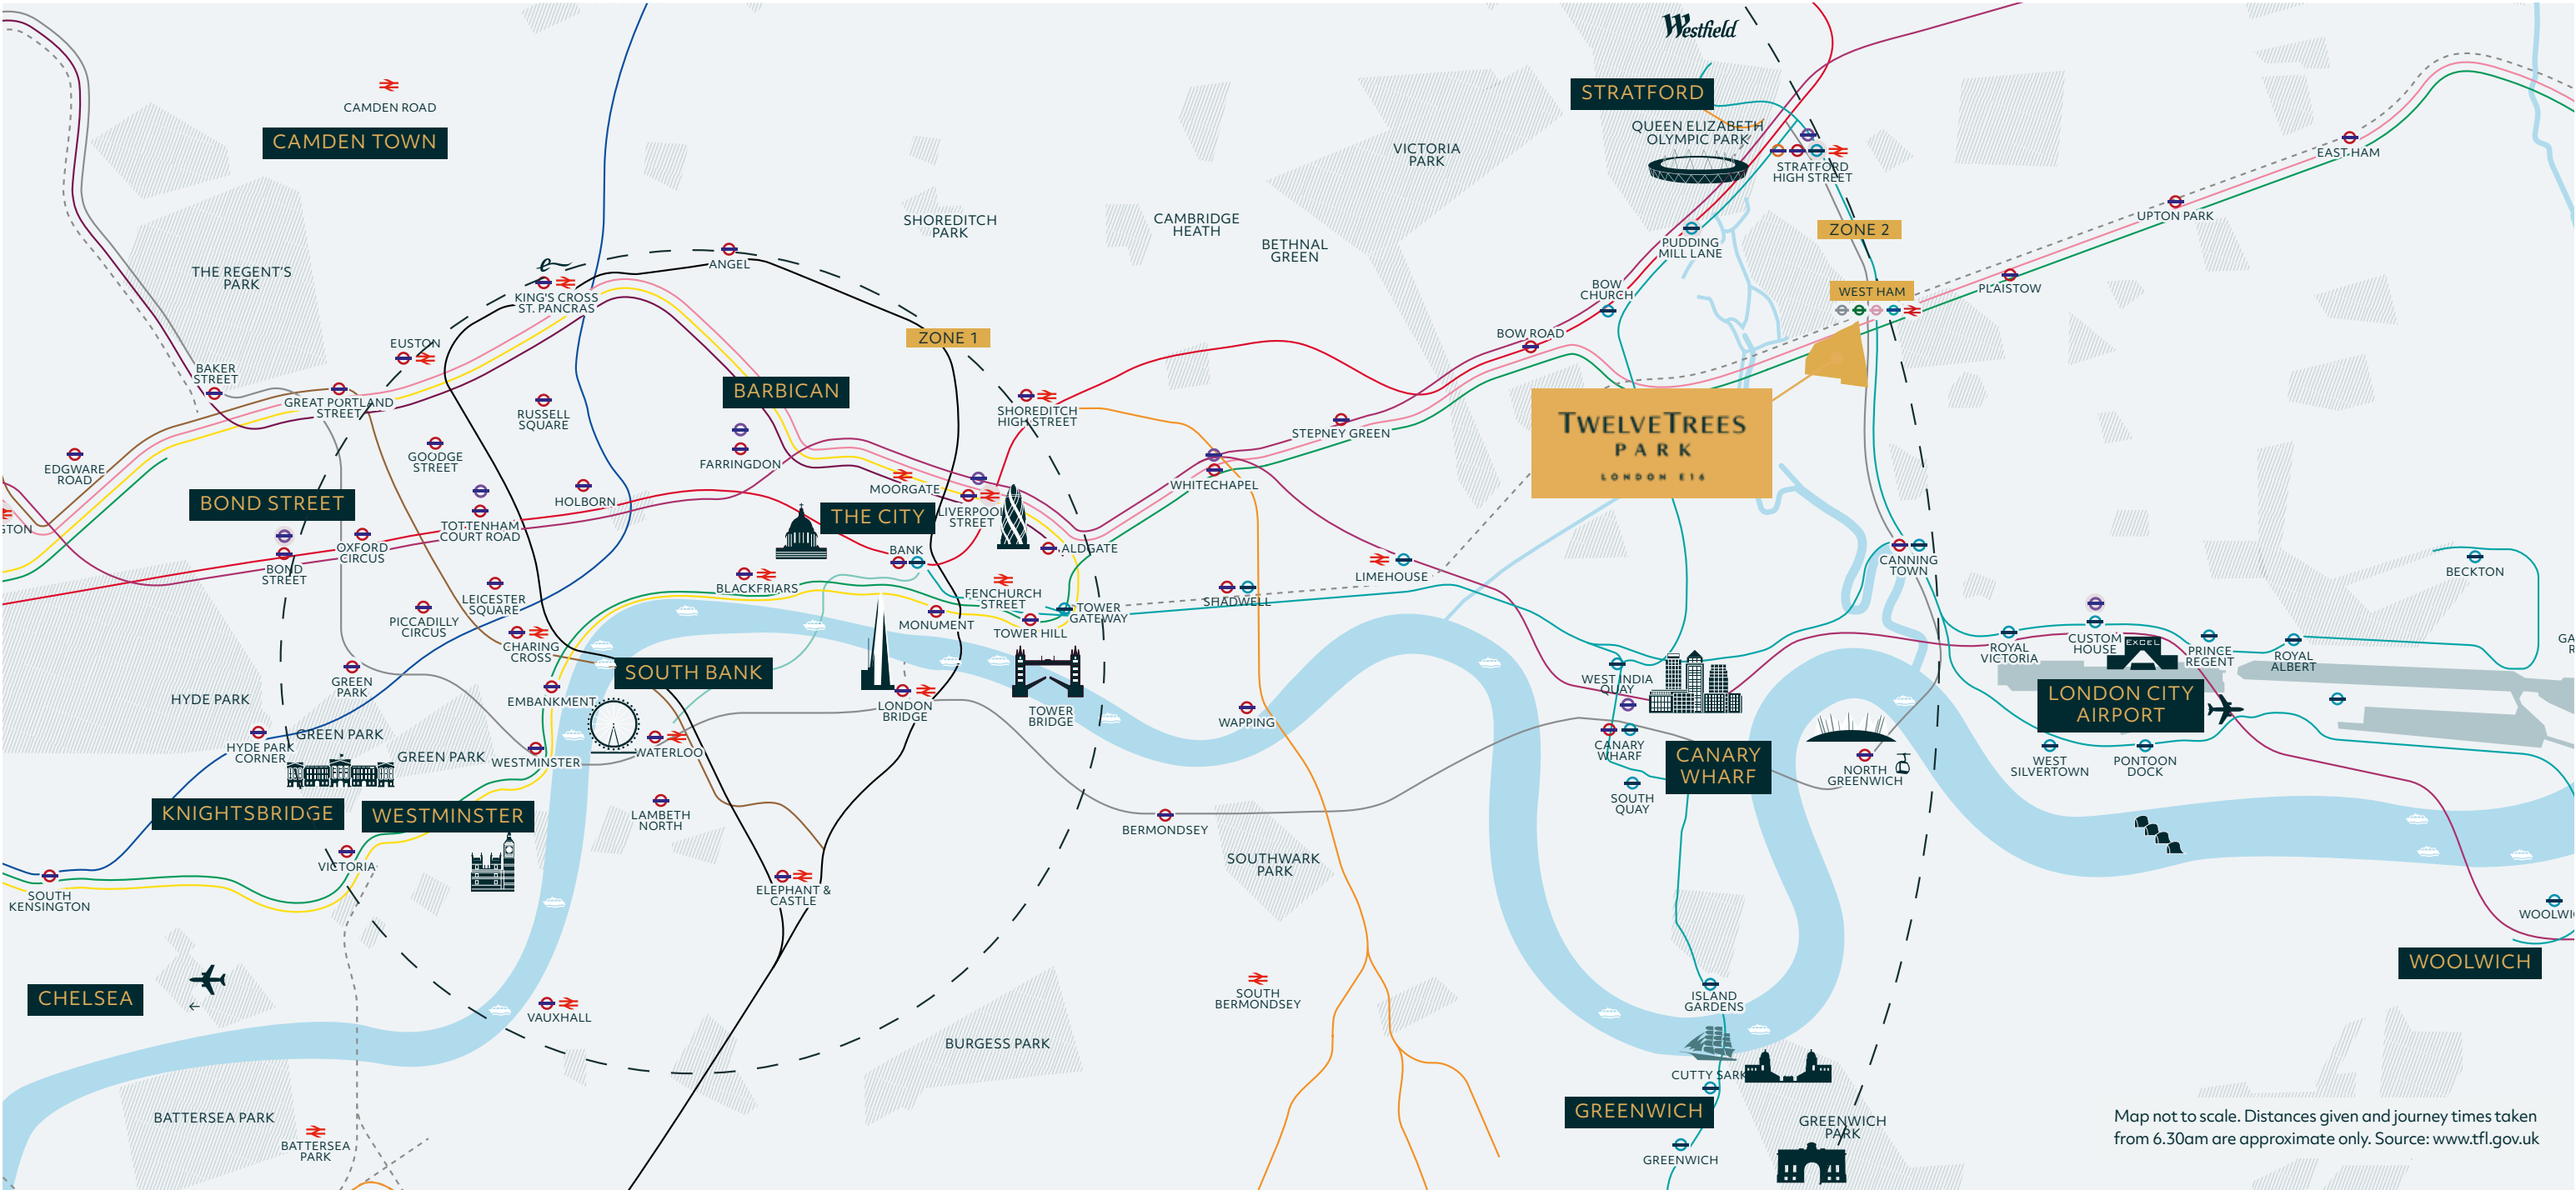 Westfield
STRATFORD
QUEEN ELIZABETH
OLYMPIC PARK
STRATFORD
HIGH STREET
CAMDEN ROAD
CAMDEN TOWN
VICTORIA
PARK
EAST HAM
UPTON PARK
ZONE 2
SHOREDITCH
PARK
CAMBRIDGE
HEATH
BETHNAL
GREEN
PUDDING
MILL LANE
THE REGENT'S
PARK
ANGEL
KING'S CROSS
ST. PANCRAS
BOW
CHURCH
WEST HAM
PLAISTOW
EUSTON
ZONE 1
BOW ROAD
BAKER
STREET
GREAT PORTLAND
STREET
BARBICAN
RUSSELL
SQUARE
SHOREDITCH
HIGH STREET
STEPNEY GREEN
TWELVETREES
PARK
LONDON E16
EDGWARE
ROAD
GOODGE
STREET
FARRINGDON
MOORGATE
WHITECHAPEL
BOND STREET
HOLBORN
LIVERPOOL
STREET
THE CITY
GTON
TOTTENHAM
COURT ROAD
OXFORD
CIRCUS
BOND
STREET
BANK
ALDGATE
LIMEHOUSE
CANNING
TOWN
BECKTON
BLACKFRIARS
FENCHURCH
STREET
LEICESTER
SQUARE
SHADWELL
TOWER
GATEWAY
MONUMENT
TOWER HILL
PICCADILLY
CIRCUS
CHARING
CROSS
ROYAL
VICTORIA
CUSTOM
HOUSE
EXCEL
PRINCE
REGENT
ROYAL
ALBERT
GA
R
SOUTH BANK
GREEN
PARK
HYDE PARK
EMBANKMENT
LONDON
BRIDGE
TOWER
BRIDGE
WAPPING
WEST INDIA
QUAY
LONDON CITY
AIRPORT
HYDE PARK
CORNER
GREEN PARK
GREEN PARK
WESTMINSTER
WATERLOO
CANARY
WHARF
CANARY
WHARF
NORTH
GREENWICH
WEST
SILVERTOWN
PONTOON
DOCK
KNIGHTSBRIDGE
WESTMINSTER
LAMBETH
NORTH
BERMONDSEY
SOUTH
QUAY
VICTORIA
SOUTHWARK
PARK
SOUTH
KENSINGTON
ELEPHANT &
CASTLE
WOOLWI
WOOLWICH
CHELSEA
VAUXHALL
SOUTH
BERMONDSEY
ISLAND
GARDENS
BURGESS PARK
CUTTY SARK
BATTERSEA PARK
BATTERSEA
PARK
GREENWICH
GREENWICH
PARK
GREENWICH
Map not to scale. Distances given and journey times taken
from 6.30am are approximate only. Source: www.tfl.gov.uk